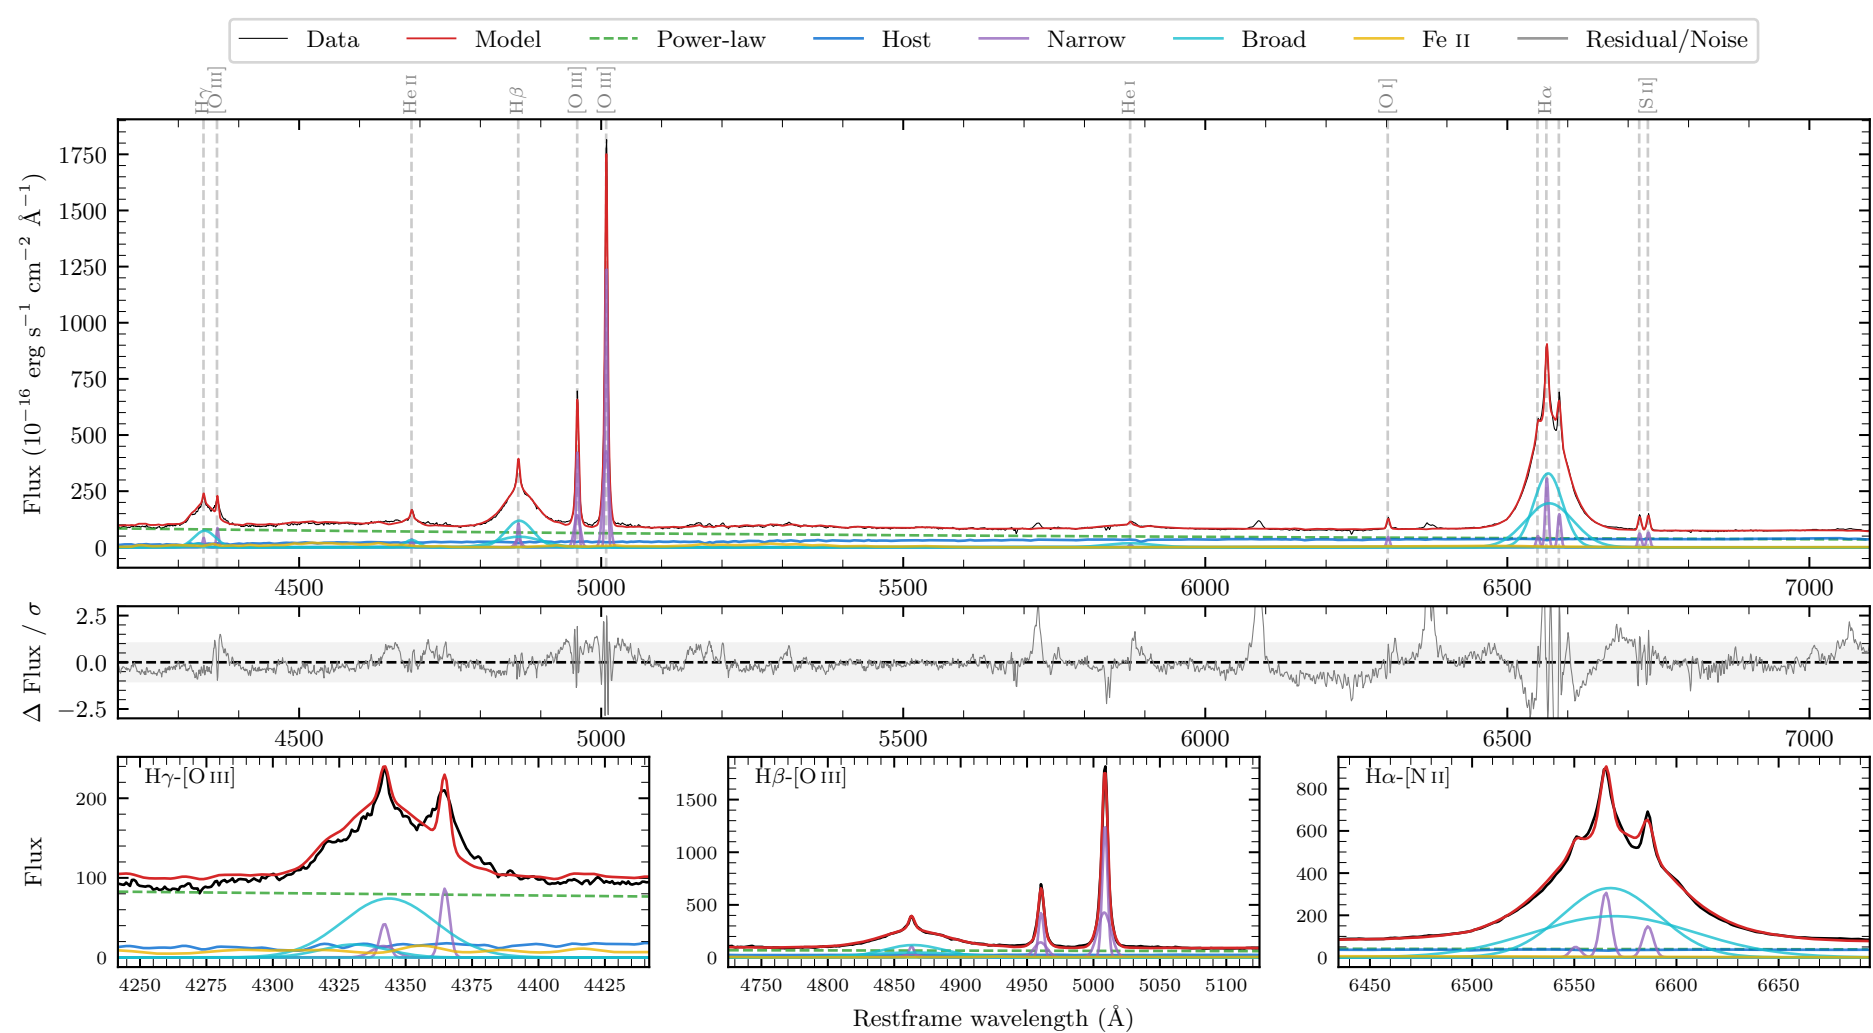 Data Model Power-law Host Narrow Broad Fe II Residual/Noise
Hγ [O III] He II Hβ [O III] [O III] He I [O I] Hα [S II]
Flux (10⁻¹⁶ erg s⁻¹ cm⁻² Å⁻¹)
1750
1500
1250
1000
750
500
250
0
4500 5000 5500 6000 6500 7000
Δ Flux / σ
2.5
0.0
−2.5
4500 5000 5500 6000 6500 7000
Flux
Hγ-[O III]
200
100
0
4250 4275 4300 4325 4350 4375 4400 4425
Hβ-[O III]
1500
1000
500
0
4750 4800 4850 4900 4950 5000 5050 5100
Hα-[N II]
800
600
400
200
0
6450 6500 6550 6600 6650
Restframe wavelength (Å)